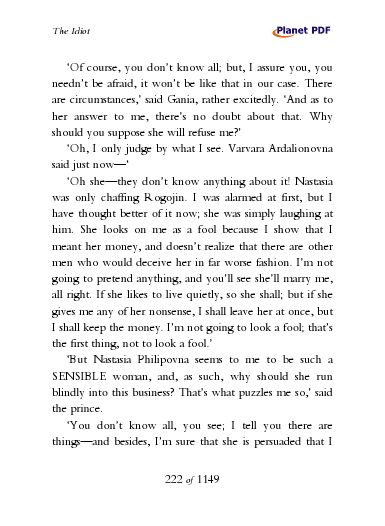 The Idiot
Planet PDF
‘Of course, you don’t know all; but, I assure you, you
needn’t be afraid, it won’t be like that in our case. There
are circumstances,’ said Gania, rather excitedly. ‘And as to
her answer to me, there’s no doubt about that. Why
should you suppose she will refuse me?’
‘Oh, I only judge by what I see. Varvara Ardalionovna
said just now—’
‘Oh she—they don’t know anything about it! Nastasia
was only chaffing Rogojin. I was alarmed at first, but I
have thought better of it now; she was simply laughing at
him. She looks on me as a fool because I show that I
meant her money, and doesn’t realize that there are other
men who would deceive her in far worse fashion. I’m not
going to pretend anything, and you’ll see she’ll marry me,
all right. If she likes to live quietly, so she shall; but if she
gives me any of her nonsense, I shall leave her at once, but
I shall keep the money. I’m not going to look a fool; that’s
the first thing, not to look a fool.’
‘But Nastasia Philipovna seems to me to be such a
SENSIBLE woman, and, as such, why should she run
blindly into this business? That’s what puzzles me so,’ said
the prince.
‘You don’t know all, you see; I tell you there are
things—and besides, I’m sure that she is persuaded that I
222 of 1149